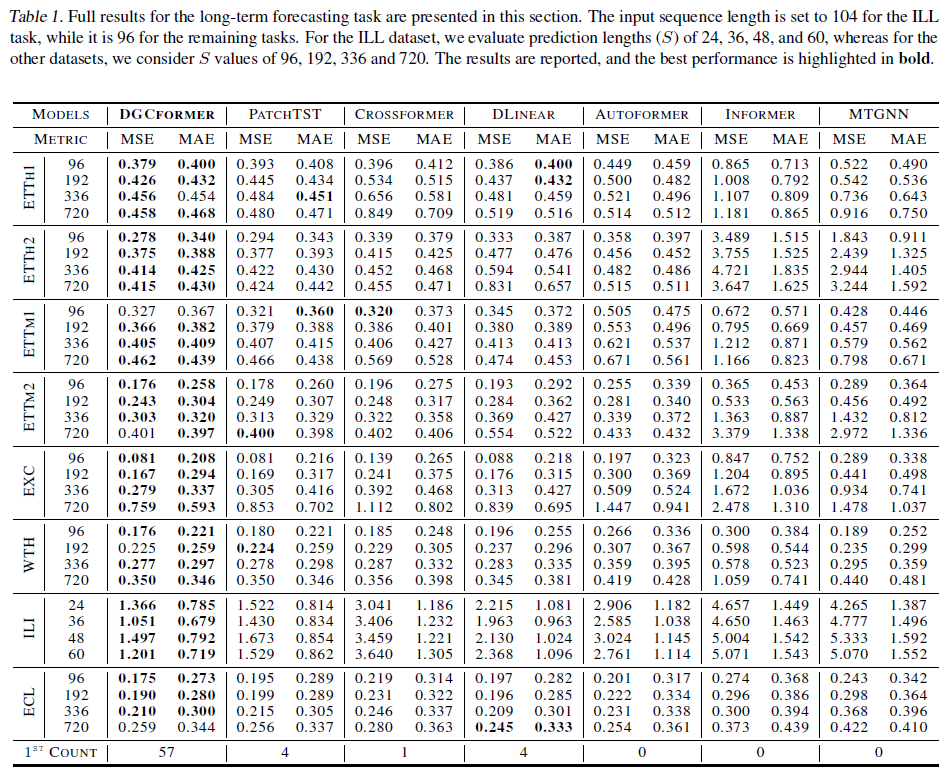 Table 1. Full results for the long-term forecasting task are presented in this section. The input sequence length is set to 104 for the ILL
task, while it is 96 for the remaining tasks. For the ILL dataset, we evaluate prediction lengths (S) of 24, 36, 48, and 60, whereas for the
other datasets, we consider S values of 96, 192, 336 and 720. The results are reported, and the best performance is highlighted in bold.
MODELS DGCFORMER PATCHTST CROSSFORMER DLINEAR AUTOFORMER INFORMER MTGNN
METRIC MSE MAE MSE MAE MSE MAE MSE MAE MSE MAE MSE MAE MSE MAE
ETTH1
96 0.379 0.400 0.393 0.408 0.396 0.412 0.386 0.400 0.449 0.459 0.865 0.713 0.522 0.490
192 0.426 0.432 0.445 0.434 0.534 0.515 0.437 0.432 0.500 0.482 1.008 0.792 0.542 0.536
336 0.456 0.454 0.484 0.451 0.656 0.581 0.481 0.459 0.521 0.496 1.107 0.809 0.736 0.643
720 0.458 0.468 0.480 0.471 0.849 0.709 0.519 0.516 0.514 0.512 1.181 0.865 0.916 0.750
ETTH2
96 0.278 0.340 0.294 0.343 0.339 0.379 0.333 0.387 0.358 0.397 3.489 1.515 1.843 0.911
192 0.375 0.388 0.377 0.393 0.415 0.425 0.477 0.476 0.456 0.452 3.755 1.525 2.439 1.325
336 0.414 0.425 0.422 0.430 0.452 0.468 0.594 0.541 0.482 0.486 4.721 1.835 2.944 1.405
720 0.415 0.430 0.424 0.442 0.455 0.471 0.831 0.657 0.515 0.511 3.647 1.625 3.244 1.592
ETTM1
96 0.327 0.367 0.321 0.360 0.320 0.373 0.345 0.372 0.505 0.475 0.672 0.571 0.428 0.446
192 0.366 0.382 0.379 0.388 0.386 0.401 0.380 0.389 0.553 0.496 0.795 0.669 0.457 0.469
336 0.405 0.409 0.407 0.415 0.406 0.427 0.413 0.413 0.621 0.537 1.212 0.871 0.579 0.562
720 0.462 0.439 0.466 0.438 0.569 0.528 0.474 0.453 0.671 0.561 1.166 0.823 0.798 0.671
ETTM2
96 0.176 0.258 0.178 0.260 0.196 0.275 0.193 0.292 0.255 0.339 0.365 0.453 0.289 0.364
192 0.243 0.304 0.249 0.307 0.248 0.317 0.284 0.362 0.281 0.340 0.533 0.563 0.456 0.492
336 0.303 0.320 0.313 0.329 0.322 0.358 0.369 0.427 0.339 0.372 1.363 0.887 1.432 0.812
720 0.401 0.397 0.400 0.398 0.402 0.406 0.554 0.522 0.433 0.432 3.379 1.338 2.972 1.336
EXC
96 0.081 0.208 0.081 0.216 0.139 0.265 0.088 0.218 0.197 0.323 0.847 0.752 0.289 0.338
192 0.167 0.294 0.169 0.317 0.241 0.375 0.176 0.315 0.300 0.369 1.204 0.895 0.441 0.498
336 0.279 0.337 0.305 0.416 0.392 0.468 0.313 0.427 0.509 0.524 1.672 1.036 0.934 0.741
720 0.759 0.593 0.853 0.702 1.112 0.802 0.839 0.695 1.447 0.941 2.478 1.310 1.478 1.037
WTH
96 0.176 0.221 0.180 0.221 0.185 0.248 0.196 0.255 0.266 0.336 0.300 0.384 0.189 0.252
192 0.225 0.259 0.224 0.259 0.229 0.305 0.237 0.296 0.307 0.367 0.598 0.544 0.235 0.299
336 0.277 0.297 0.278 0.298 0.287 0.332 0.283 0.335 0.359 0.395 0.578 0.523 0.295 0.359
720 0.350 0.346 0.350 0.346 0.356 0.398 0.345 0.381 0.419 0.428 1.059 0.741 0.440 0.481
ILI
24 1.366 0.785 1.522 0.814 3.041 1.186 2.215 1.081 2.906 1.182 4.657 1.449 4.265 1.387
36 1.051 0.679 1.430 0.834 3.406 1.232 1.963 0.963 2.585 1.038 4.650 1.463 4.777 1.496
48 1.497 0.792 1.673 0.854 3.459 1.221 2.130 1.024 3.024 1.145 5.004 1.542 5.333 1.592
60 1.201 0.719 1.529 0.862 3.640 1.305 2.368 1.096 2.761 1.114 5.071 1.543 5.070 1.552
ECL
96 0.175 0.273 0.195 0.289 0.219 0.314 0.197 0.282 0.201 0.317 0.274 0.368 0.243 0.342
192 0.190 0.280 0.199 0.289 0.231 0.322 0.196 0.285 0.222 0.334 0.296 0.386 0.298 0.364
336 0.210 0.300 0.215 0.305 0.246 0.337 0.209 0.301 0.231 0.338 0.300 0.394 0.368 0.396
720 0.259 0.344 0.256 0.337 0.280 0.363 0.245 0.333 0.254 0.361 0.373 0.439 0.422 0.410
1ST COUNT 57 4 1 4 0 0 0